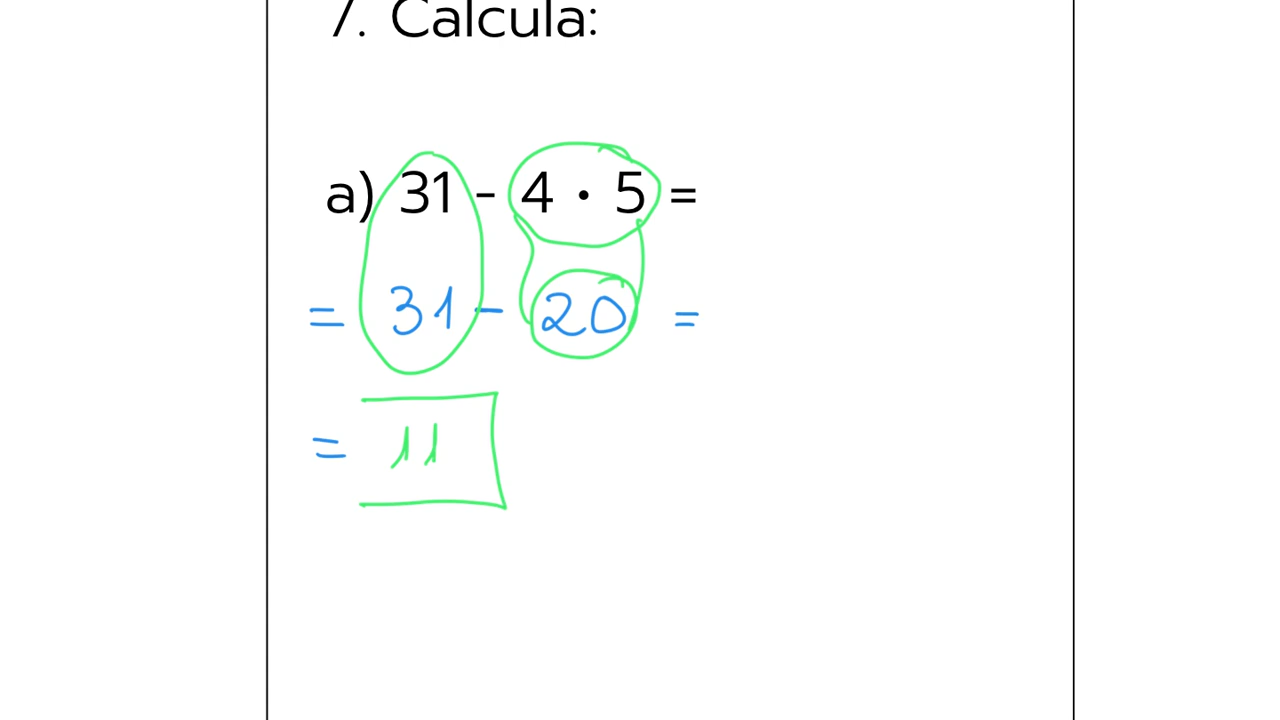 7. Calcula:
a) 31 - 4 · 5 =
= 31 - 20 =
= 11